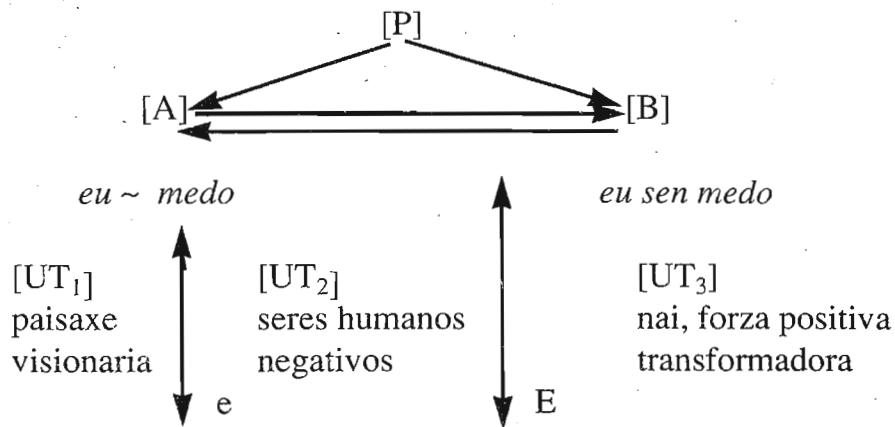 [P]
[A] [B]
eu ~ medo eu sen medo
[UT₁] [UT₂] [UT₃]
paisaxe seres humanos nai, forza positiva
visionaria negativos transformadora
e E